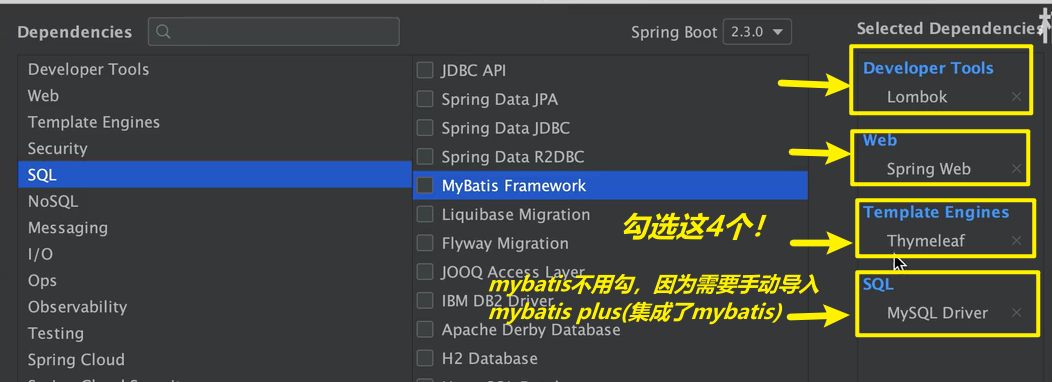 Dependencies
Spring Boot 2.3.0
Selected Dependencies
Developer Tools
Web
Template Engines
Security
SQL
NoSQL
Messaging
I/O
Ops
Observability
Testing
Spring Cloud
JDBC API
Spring Data JPA
Spring Data JDBC
Spring Data R2DBC
MyBatis Framework
Liquibase Migration
Flyway Migration
JOOQ Access Layer
IBM DB2 Driver
Apache Derby Database
H2 Database
勾选这4个！
mybatis不用勾，因为需要手动导入
mybatis plus(集成了mybatis)
Developer Tools
Lombok
Web
Spring Web
Template Engines
Thymeleaf
SQL
MySQL Driver